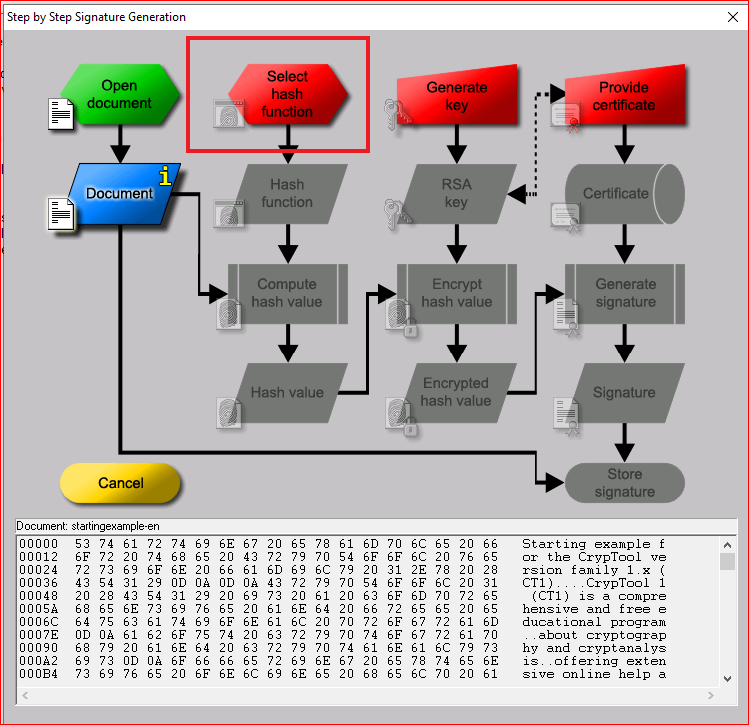 Step by Step Signature Generation
Open
document
Select
hash
function
Generate
key
Provide
certificate
Document
i
Hash
function
RSA
key
Certificate
Compute
hash value
Encrypt
hash value
Generate
signature
Hash value
Encrypted
hash value
Signature
Cancel
Store
signature
Document: startingexample-en
00000 53 74 61 72 74 69 6E 67 20 65 78 61 6D 70 6C 65 20 66 Starting example f
00012 6F 72 20 74 68 65 20 43 72 79 70 54 6F 6F 6C 20 76 65 or the CrypTool ve
00024 72 73 69 6F 6E 20 66 61 6D 69 6C 79 20 31 2E 78 20 28 rsion family 1.x (
00036 43 54 31 29 0D 0A 0D 0A 43 72 79 70 54 6F 6F 6C 20 31 CT1)....CrypTool 1
00048 20 28 43 54 31 29 20 69 73 20 61 20 63 6F 6D 70 72 65 (CT1) is a compre
0005A 68 65 6E 73 69 76 65 20 61 6E 64 20 66 72 65 65 20 65 hensive and free e
0006C 64 75 63 61 74 69 6F 6E 61 6C 20 70 72 6F 67 72 61 6D ducational program
0007E 0D 0A 61 62 6F 75 74 20 63 72 79 70 74 6F 67 72 61 70 ..about cryptograp
00090 68 79 20 61 6E 64 20 63 72 79 70 74 61 6E 61 6C 79 73 hy and cryptanalys
000A2 69 73 0D 0A 6F 66 66 65 72 69 6E 67 20 65 78 74 65 6E is..offering exten
000B4 73 69 76 65 20 6F 6E 6C 69 6E 65 20 68 65 6C 70 20 61 sive online help a